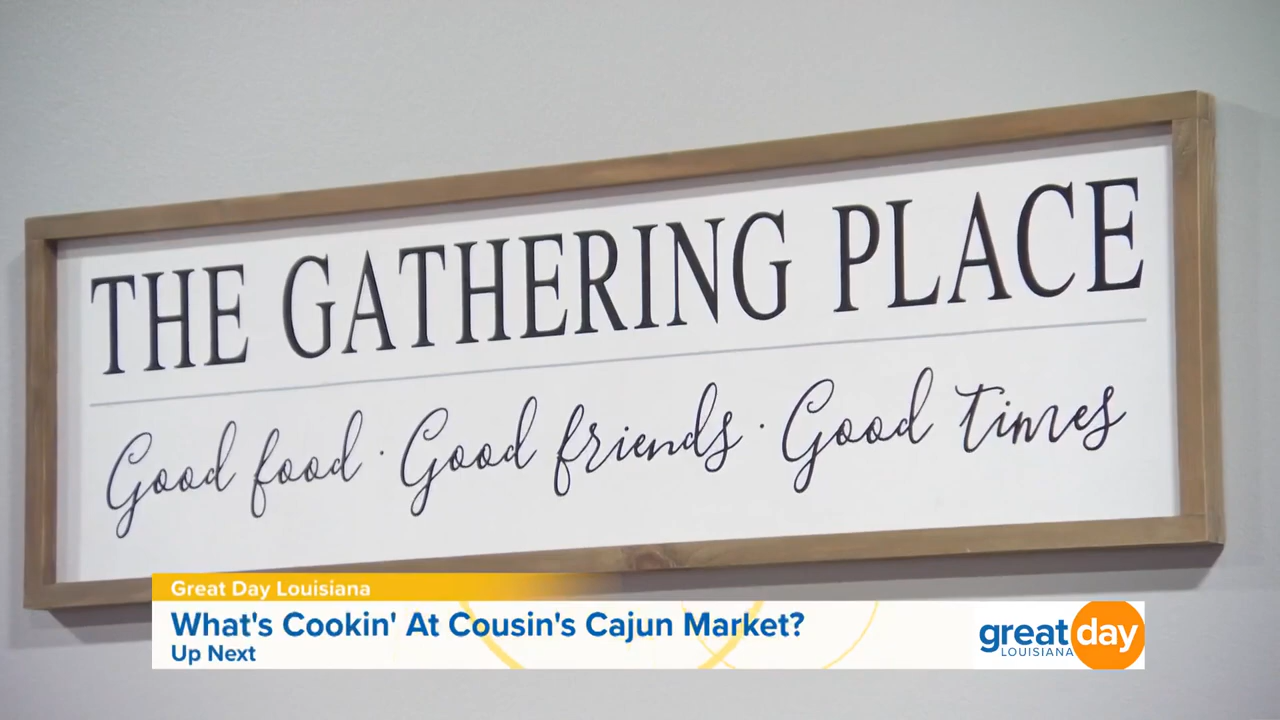 THE GATHERING PLACE
Good food · Good friends · Good times
Great Day Louisiana
What's Cookin' At Cousin's Cajun Market?
Up Next
great day
LOUISIANA